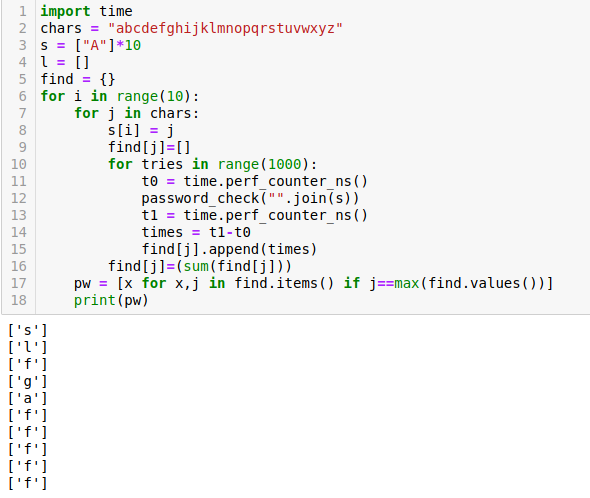 1 import time
2 chars = "abcdefghijklmnopqrstuvwxyz"
3 s = ["A"]*10
4 l = []
5 find = {}
6 for i in range(10):
7     for j in chars:
8         s[i] = j
9         find[j]=[]
10         for tries in range(1000):
11             t0 = time.perf_counter_ns()
12             password_check("".join(s))
13             t1 = time.perf_counter_ns()
14             times = t1-t0
15             find[j].append(times)
16         find[j]=(sum(find[j]))
17     pw = [x for x,j in find.items() if j==max(find.values())]
18     print(pw)
['s']
['l']
['f']
['g']
['a']
['f']
['f']
['f']
['f']
['f']